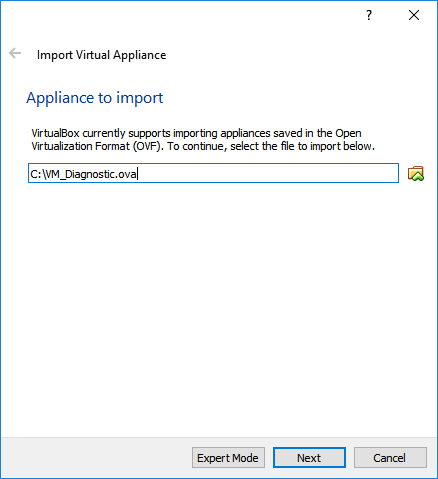 ?
Import Virtual Appliance
Appliance to import
VirtualBox currently supports importing appliances saved in the Open
Virtualization Format (OVF). To continue, select the file to import below.
C:\VM_Diagnostic.ova
Expert Mode Next Cancel